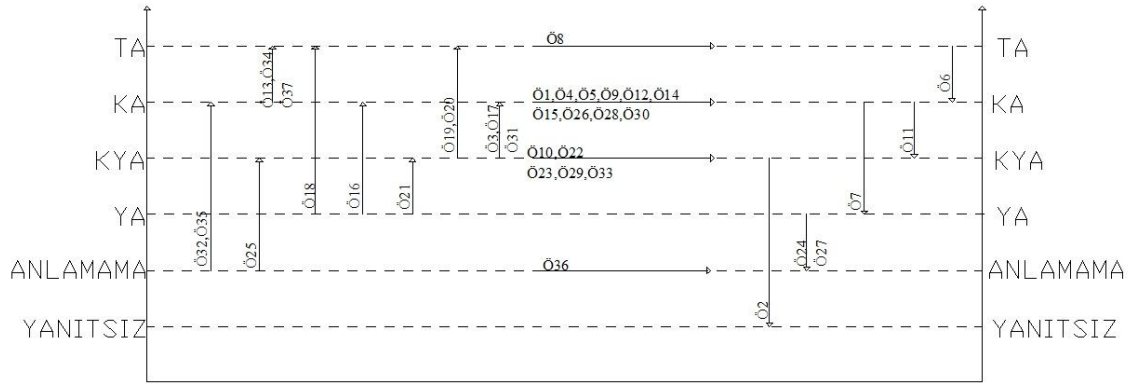 TA
Ö8
TA
Ö13,Ö34
Ö37
Ö19,Ö20
Ö6
KA
Ö1,Ö4,Ö5,Ö9,Ö12,Ö14
KA
Ö15,Ö26,Ö28,Ö30
Ö3,Ö17
Ö31
Ö11
KYA
Ö10,Ö22
KYA
Ö23,Ö29,Ö33
Ö18
Ö16
Ö21
Ö7
YA
YA
Ö32,Ö35
Ö25
Ö24
Ö27
ANLAMAMA
Ö36
ANLAMAMA
Ö2
YANITSIZ
YANITSIZ